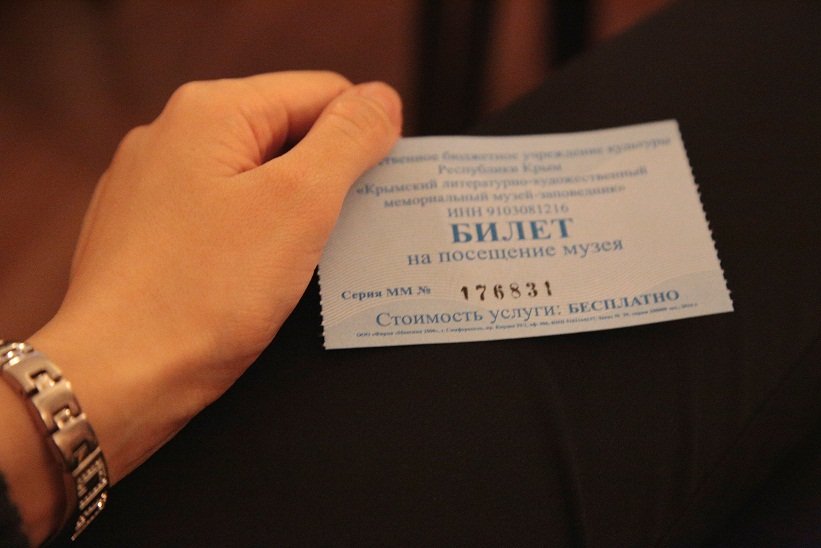 бюджетное учреждение культуры
Республики Крым
«Крымский литературно-художественный
мемориальный музей-заповедник»
ИНН 9103081216
БИЛЕТ
на посещение музея
Серия ММ № 176831
Стоимость услуги: БЕСПЛАТНО